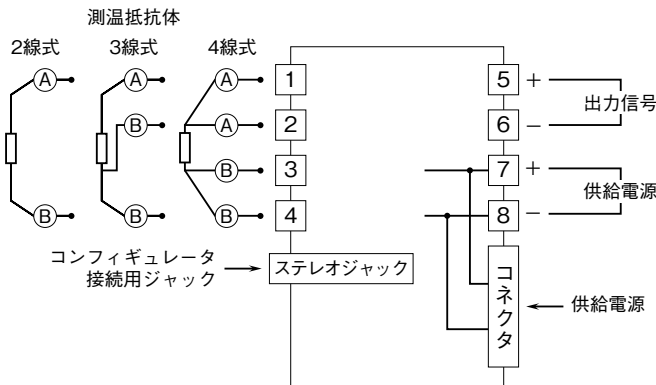 測温抵抗体
2線式 3線式 4線式
A A A 1 5 + 
B A 2 6 − 出力信号
B 3 7 +
B B B 4 8 − 供給電源
コンフィギュレータ
接続用ジャック
ステレオジャック
コネクタ
供給電源